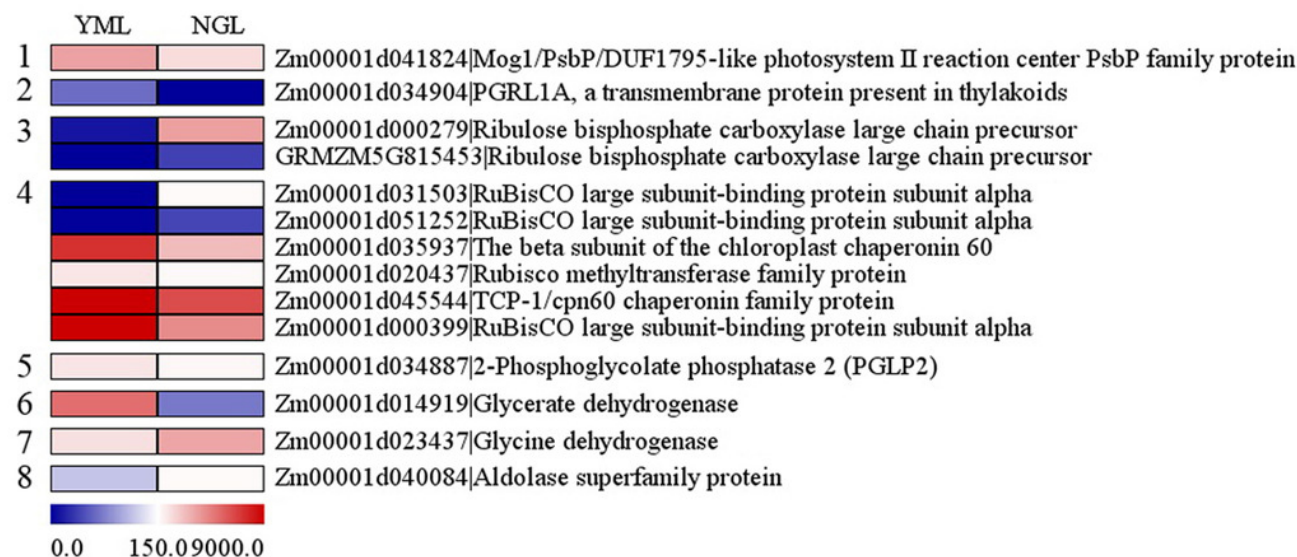 YML NGL
1 Zm00001d041824|Mog1/PsbP/DUF1795-like photosystem II reaction center PsbP family protein
2 Zm00001d034904|PGRL1A, a transmembrane protein present in thylakoids
3 Zm00001d000279|Ribulose bisphosphate carboxylase large chain precursor
GRMZM5G815453|Ribulose bisphosphate carboxylase large chain precursor
4 Zm00001d031503|RuBisCO large subunit-binding protein subunit alpha
Zm00001d051252|RuBisCO large subunit-binding protein subunit alpha
Zm00001d035937|The beta subunit of the chloroplast chaperonin 60
Zm00001d020437|Rubisco methyltransferase family protein
Zm00001d045544|TCP-1/cpn60 chaperonin family protein
Zm00001d000399|RuBisCO large subunit-binding protein subunit alpha
5 Zm00001d034887|2-Phosphoglycolate phosphatase 2 (PGLP2)
6 Zm00001d014919|Glycerate dehydrogenase
7 Zm00001d023437|Glycine dehydrogenase
8 Zm00001d040084|Aldolase superfamily protein
0.0 150.09000.0